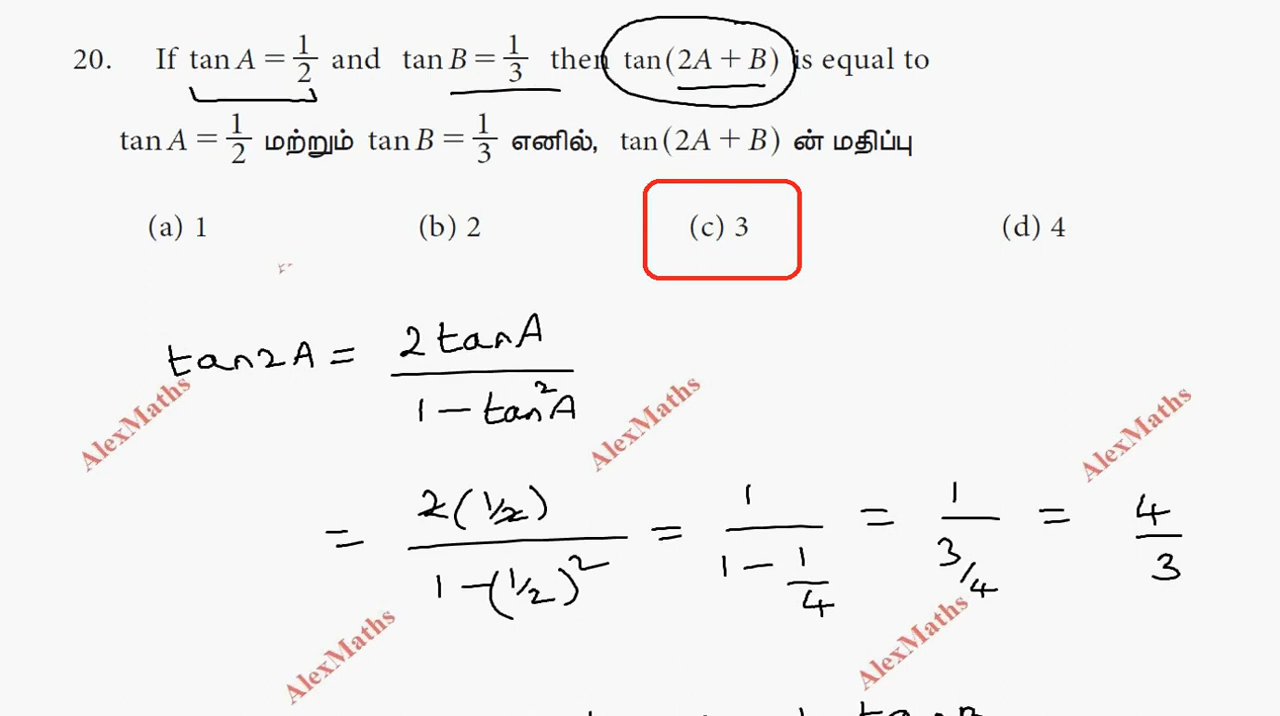 20. If tan A = 1/2 and tan B = 1/3 then tan(2A + B) is equal to
tan A = 1/2 மற்றும் tan B = 1/3 எனில், tan(2A + B) ன் மதிப்பு
(a) 1 (b) 2 (c) 3 (d) 4
tan2A = 2 tanA / 1 - tan²A
AlexMaths AlexMaths AlexMaths
= 2(1/2) / 1-(1/2)² = 1 / 1 - 1/4 = 1 / 3/4 = 4/3
AlexMaths AlexMaths